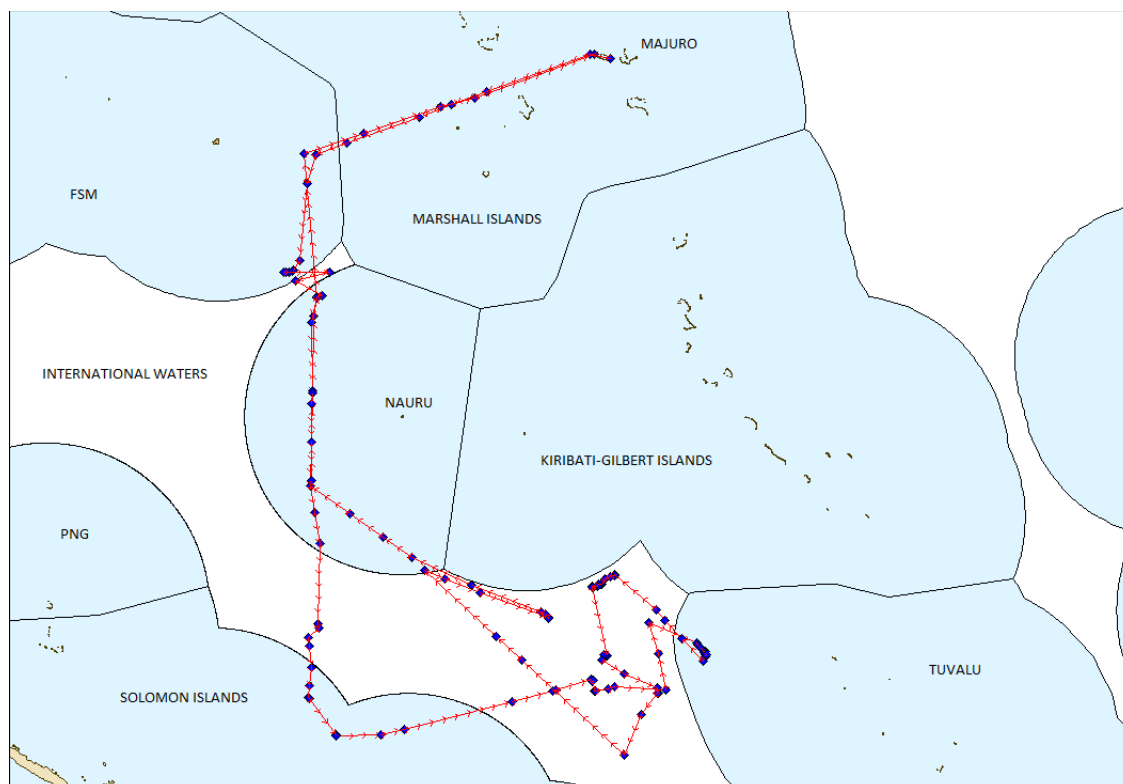 MAJURO
FSM
MARSHALL ISLANDS
INTERNATIONAL WATERS
NAURU
KIRIBATI-GILBERT ISLANDS
PNG
TUVALU
SOLOMON ISLANDS